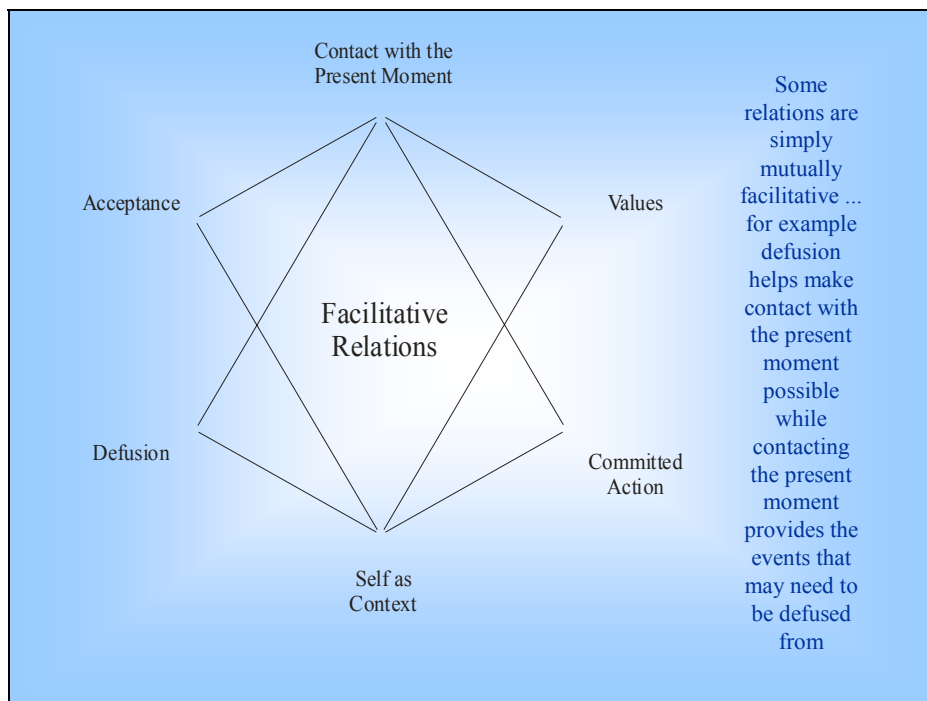 Contact with the
Present Moment
Acceptance
Values
Facilitative
Relations
Defusion
Committed
Action
Self as
Context
Some
relations are
simply
mutually
facilitative ...
for example
defusion
helps make
contact with
the present
moment
possible
while
contacting
the present
moment
provides the
events that
may need to
be defused
from